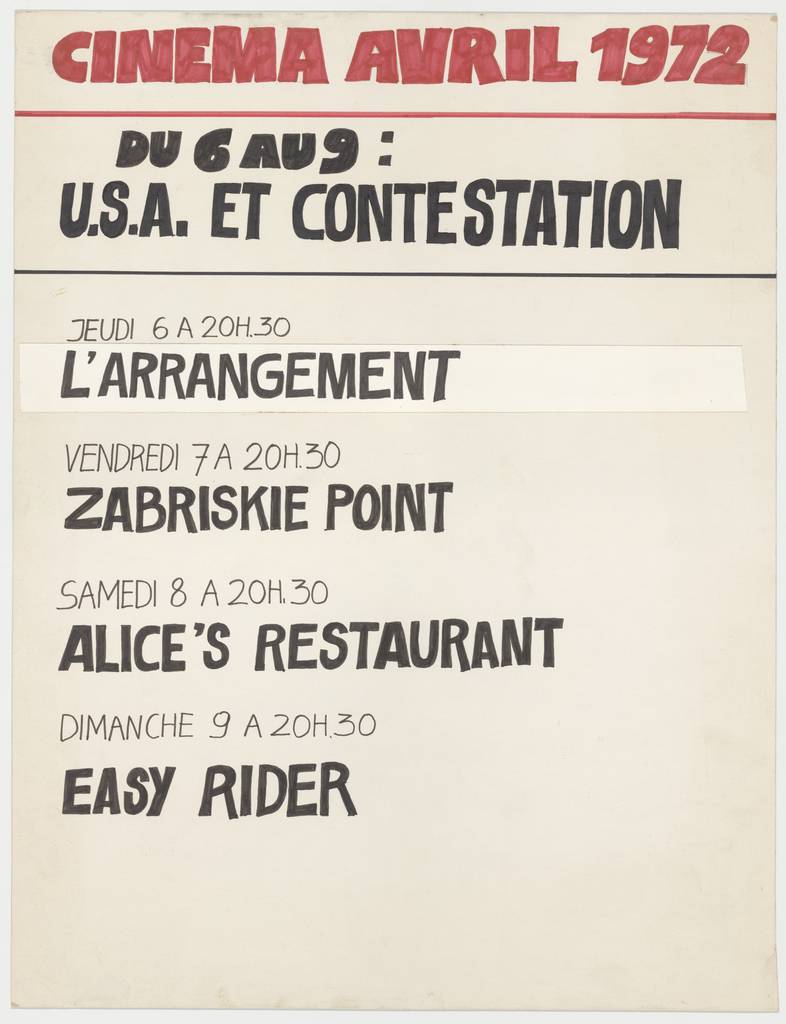 CINEMA AVRIL 1972
DU 6 AU 9 :
U.S.A. ET CONTESTATION
JEUDI 6 A 20H.30
L'ARRANGEMENT
VENDREDI 7 A 20H.30
ZABRISKIE POINT
SAMEDI 8 A 20H.30
ALICE'S RESTAURANT
DIMANCHE 9 A 20H.30
EASY RIDER